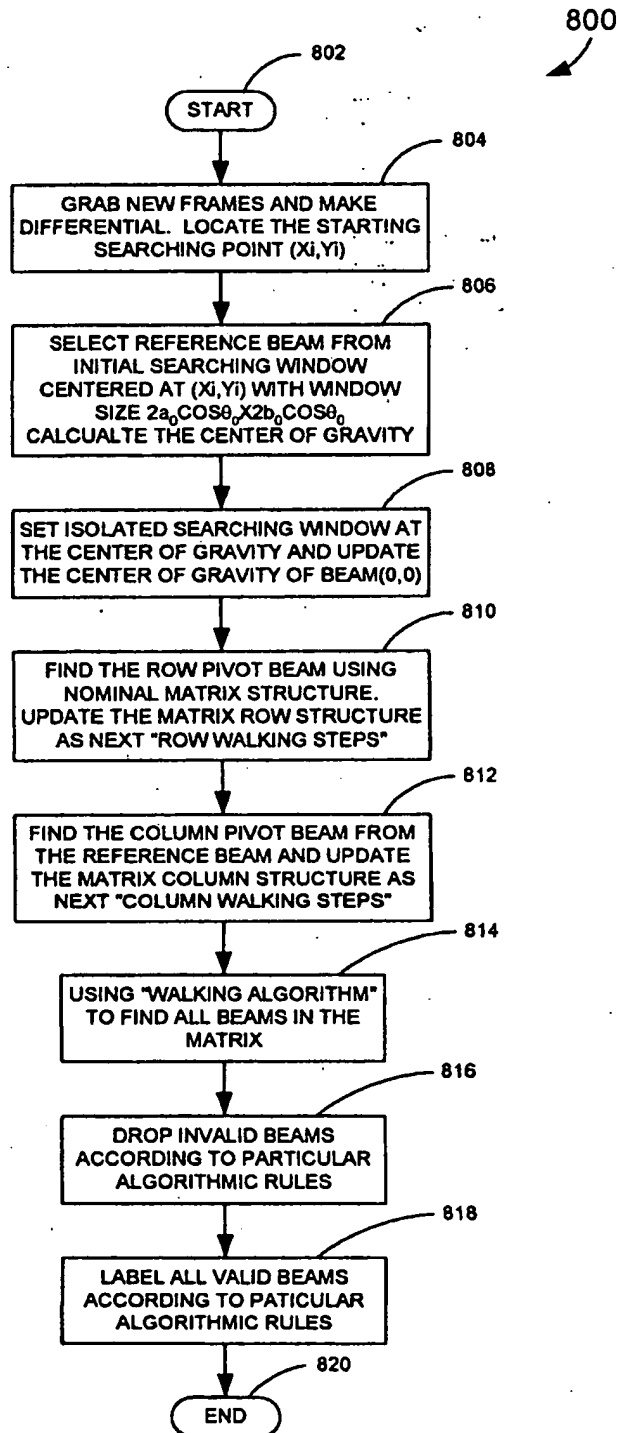 800
802
START
804
GRAB NEW FRAMES AND MAKE
DIFFERENTIAL. LOCATE THE STARTING
SEARCHING POINT (Xi,Yi)
806
SELECT REFERENCE BEAM FROM
INITIAL SEARCHING WINDOW
CENTERED AT (Xi,Yi) WITH WINDOW
SIZE 2a₀COSθ₀X2b₀COSθ₀
CALCUALTE THE CENTER OF GRAVITY
808
SET ISOLATED SEARCHING WINDOW AT
THE CENTER OF GRAVITY AND UPDATE
THE CENTER OF GRAVITY OF BEAM(0,0)
810
FIND THE ROW PIVOT BEAM USING
NOMINAL MATRIX STRUCTURE.
UPDATE THE MATRIX ROW STRUCTURE
AS NEXT "ROW WALKING STEPS"
812
FIND THE COLUMN PIVOT BEAM FROM
THE REFERENCE BEAM AND UPDATE
THE MATRIX COLUMN STRUCTURE AS
NEXT "COLUMN WALKING STEPS"
814
USING "WALKING ALGORITHM"
TO FIND ALL BEAMS IN THE
MATRIX
816
DROP INVALID BEAMS
ACCORDING TO PARTICULAR
ALGORITHMIC RULES
818
LABEL ALL VALID BEAMS
ACCORDING TO PATICULAR
ALGORITHMIC RULES
820
END